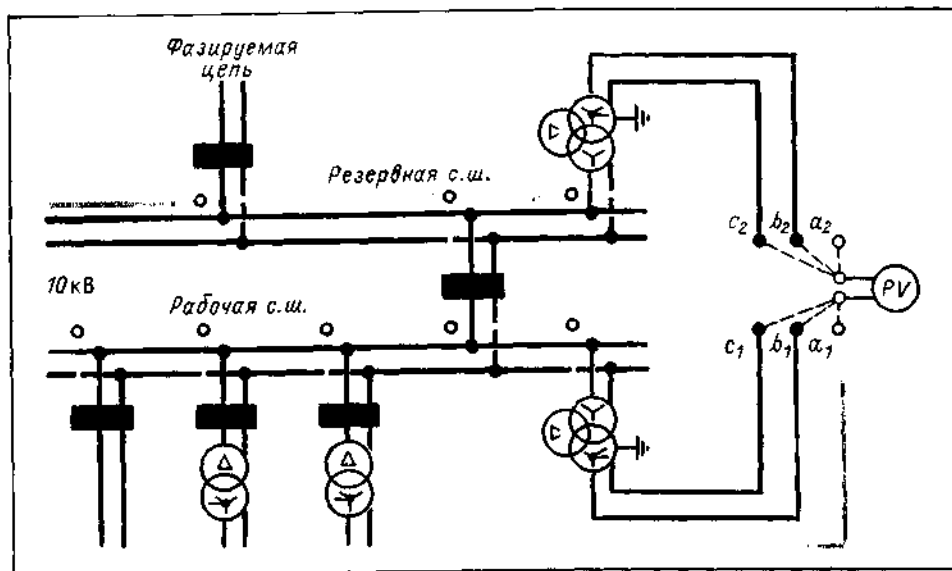 Фазируемая
цепь
Резервная с.ш.
c2 b2 a2
10кВ
PV
Рабочая с.ш.
c1 b1 a1